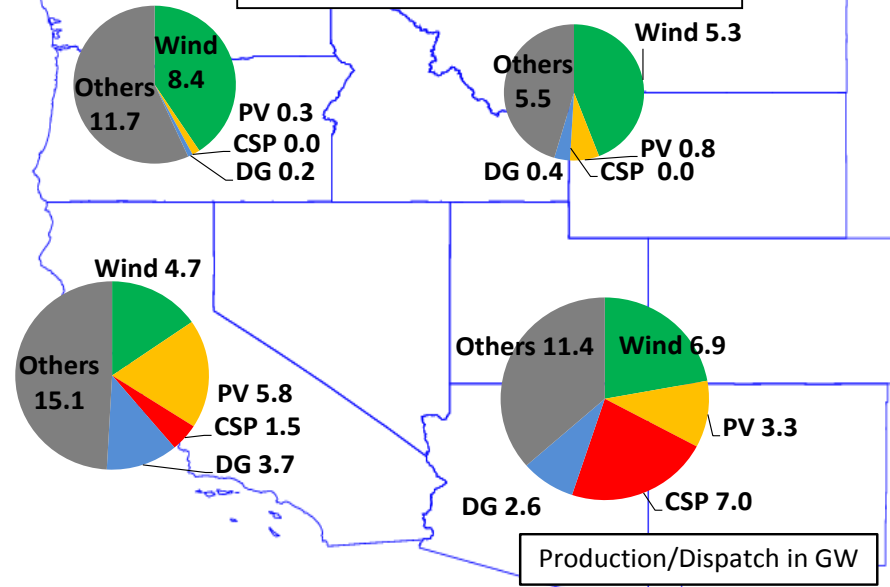 Wind
8.4
Others
11.7
PV 0.3
CSP 0.0
DG 0.2
Wind 5.3
Others
5.5
PV 0.8
DG 0.4
CSP 0.0
Wind 4.7
Others
15.1
PV 5.8
CSP 1.5
DG 3.7
Others 11.4
Wind 6.9
PV 3.3
CSP 7.0
DG 2.6
Production/Dispatch in GW